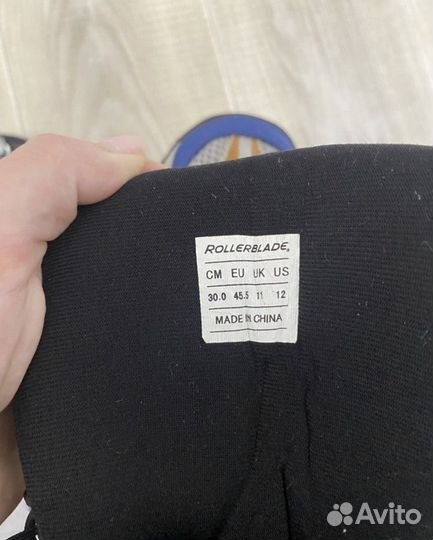 ROLLERBLADE®
CM EU UK US
30.0 45.5 11 12
MADE IN CHINA
Avito